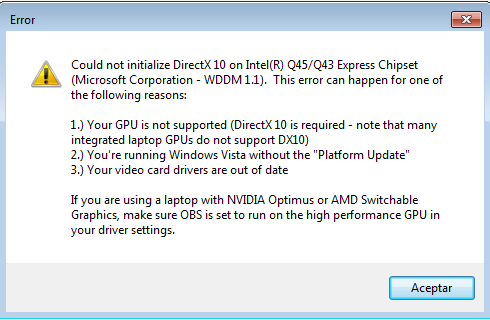 Error
Could not initialize DirectX 10 on Intel(R) Q45/Q43 Express Chipset
(Microsoft Corporation - WDDM 1.1).  This error can happen for one of
the following reasons:
1.) Your GPU is not supported (DirectX 10 is required - note that many
integrated laptop GPUs do not support DX10)
2.) You're running Windows Vista without the "Platform Update"
3.) Your video card drivers are out of date
If you are using a laptop with NVIDIA Optimus or AMD Switchable
Graphics, make sure OBS is set to run on the high performance GPU in
your driver settings.
Aceptar